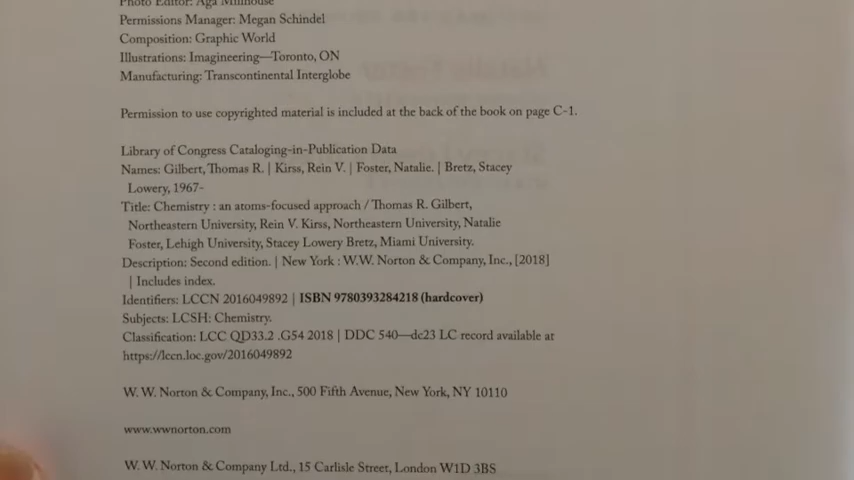 Photo Editor: Aga Millhouse
Permissions Manager: Megan Schindel
Composition: Graphic World
Illustrations: Imagineering—Toronto, ON
Manufacturing: Transcontinental Interglobe
Permission to use copyrighted material is included at the back of the book on page C-1.
Library of Congress Cataloging-in-Publication Data
Names: Gilbert, Thomas R. | Kirss, Rein V. | Foster, Natalie. | Bretz, Stacey
Lowery, 1967-
Title: Chemistry : an atoms-focused approach / Thomas R. Gilbert,
Northeastern University, Rein V. Kirss, Northeastern University, Natalie
Foster, Lehigh University, Stacey Lowery Bretz, Miami University.
Description: Second edition. | New York : W.W. Norton & Company, Inc., [2018]
| Includes index.
Identifiers: LCCN 2016049892 | ISBN 9780393284218 (hardcover)
Subjects: LCSH: Chemistry.
Classification: LCC QD33.2 .G54 2018 | DDC 540—dc23 LC record available at
https://lccn.loc.gov/2016049892
W. W. Norton & Company, Inc., 500 Fifth Avenue, New York, NY 10110
www.wwnorton.com
W. W. Norton & Company Ltd., 15 Carlisle Street, London W1D 3BS